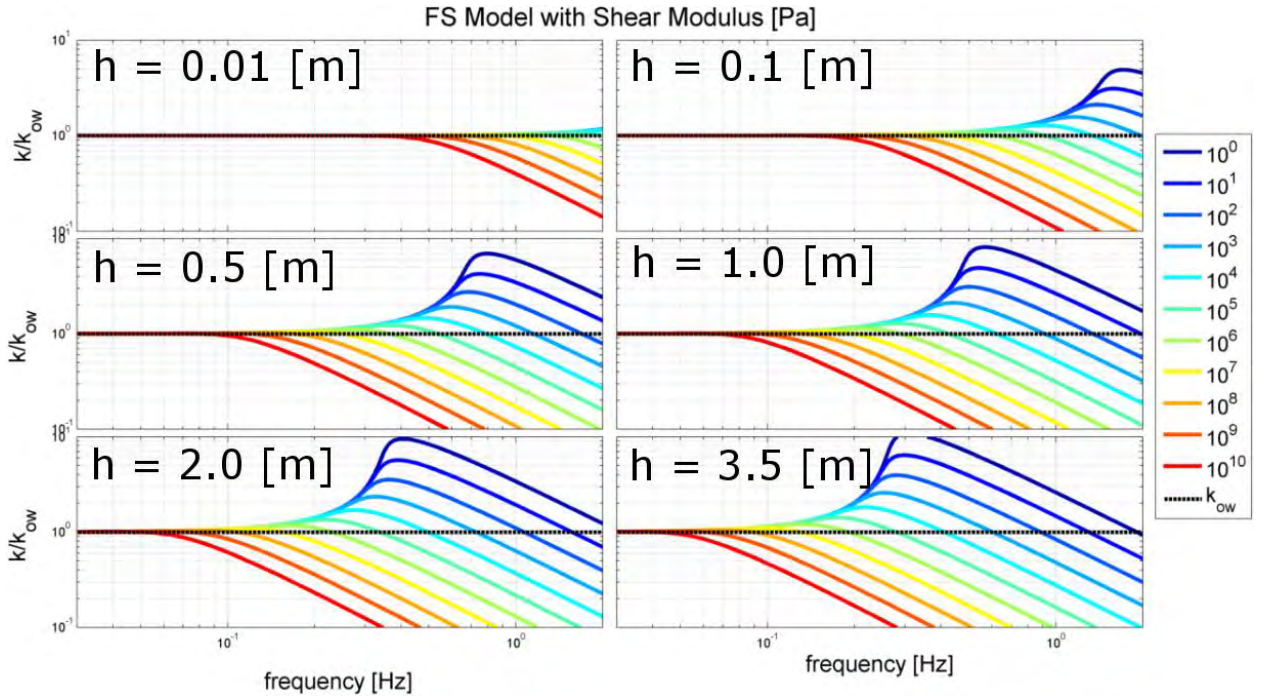 FS Model with Shear Modulus [Pa]
10^1
h = 0.01 [m]
h = 0.1 [m]
k/k_ow
10^0
10^-1
10^0
10^1
10^2
10^3
10^4
10^5
10^6
10^7
10^8
10^9
10^10
k_ow
h = 0.5 [m]
h = 1.0 [m]
k/k_ow
10^0
h = 2.0 [m]
h = 3.5 [m]
k/k_ow
10^0
10^-1
10^-1
10^0
10^-1
10^0
frequency [Hz]
frequency [Hz]